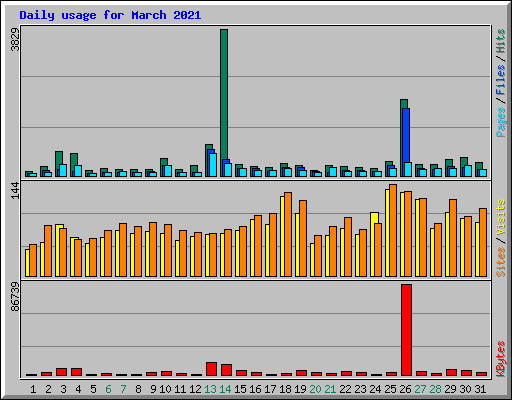 Daily usage for March 2021
3829
Pages / Files / Hits
144
Sites / Visits
86739
KBytes
1 2 3 4 5 6 7 8 9 10 11 12 13 14 15 16 17 18 19 20 21 22 23 24 25 26 27 28 29 30 31